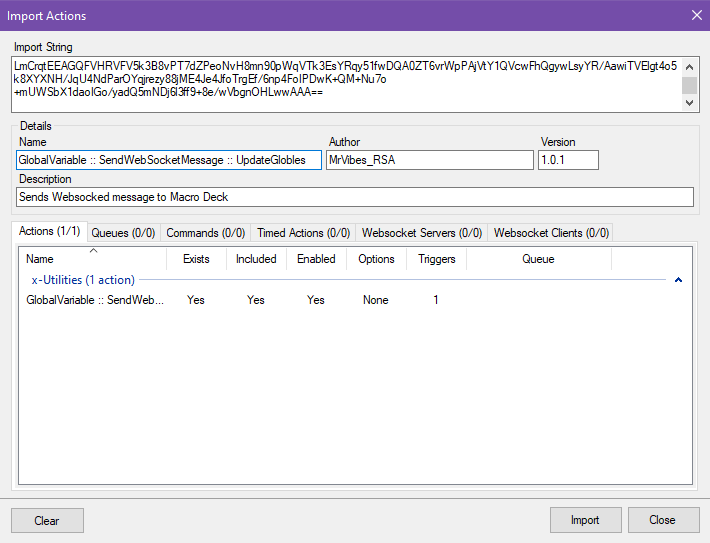 Import Actions
Import String
LmCrqtEEAGQFVHRVFV5k3B8vPT7dZPeoNvH8mn90pWqVTk3EsYRqy51fwDQA0ZT6vrWpPAjVtY1QVcwFhQgywLsyYR/AawiTVElgt4o5
k8XYXNH/JqU4NdParOYqjrezy88jME4Je4JfoTrgEf/6np4FoIPDwK+QM+Nu7o
+mUWSbX1daolGo/yadQ5mNDj6l3ff9+8e/wVbgnOHLwwAAA==
Details
Name Author Version
GlobalVariable :: SendWebSocketMessage :: UpdateGlobles MrVibes_RSA 1.0.1
Description
Sends Websocked message to Macro Deck
Actions (1/1) Queues (0/0) Commands (0/0) Timed Actions (0/0) Websocket Servers (0/0) Websocket Clients (0/0)
Name Exists Included Enabled Options Triggers Queue
x-Utilities (1 action)
GlobalVariable :: SendWeb... Yes Yes Yes None 1
Clear Import Close